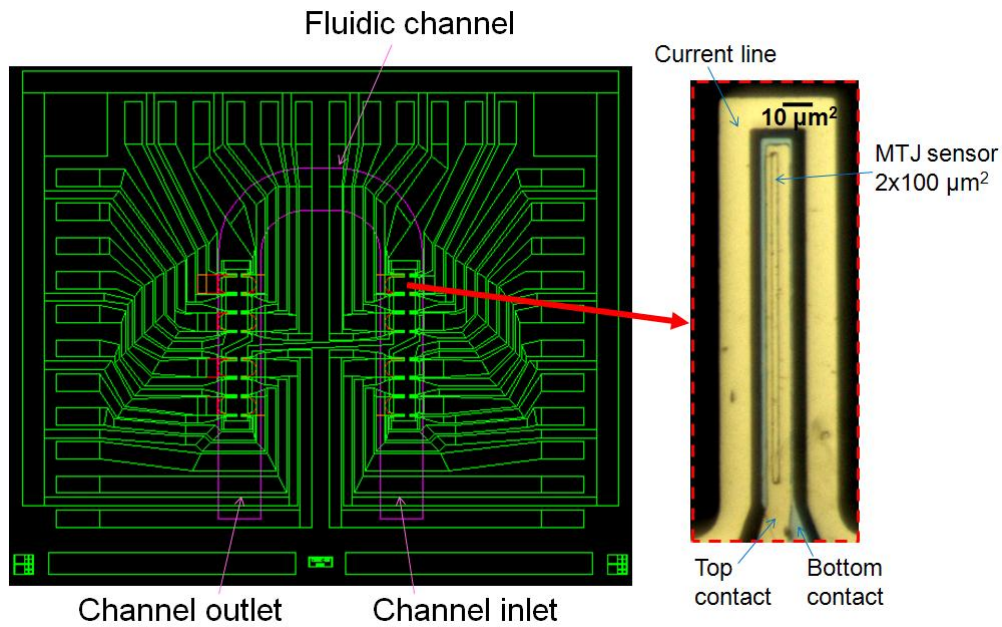 Fluidic channel
Current line
10 µm²
MTJ sensor
2x100 µm²
Channel outlet
Channel inlet
Top
contact
Bottom
contact